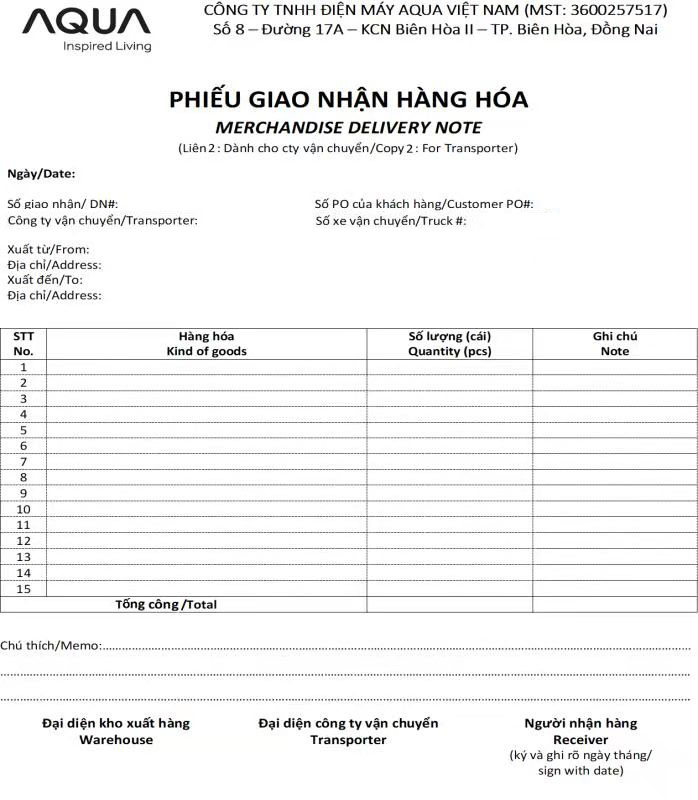 AQUA
Inspired Living
CÔNG TY TNHH ĐIỆN MÁY AQUA VIỆT NAM (MST: 3600257517)
Số 8 – Đường 17A – KCN Biên Hòa II – TP. Biên Hòa, Đồng Nai
PHIẾU GIAO NHẬN HÀNG HÓA
MERCHANDISE DELIVERY NOTE
(Liên 2 : Dành cho cty vận chuyển/Copy 2 : For Transporter)
Ngày/Date:
Số giao nhận/ DN#: Số PO của khách hàng/Customer PO#:
Công ty vận chuyển/Transporter: Số xe vận chuyển/Truck #:
Xuất từ/From:
Địa chỉ/Address:
Xuất đến/To:
Địa chỉ/Address:
STT Hàng hóa Số lượng (cái) Ghi chú
No. Kind of goods Quantity (pcs) Note
1
2
3
4
5
6
7
8
9
10
11
12
13
14
15
Tổng công /Total
Chú thích/Memo:
Đại diện kho xuất hàng Đại diện công ty vận chuyển Người nhận hàng
Warehouse Transporter Receiver
(ký và ghi rõ ngày tháng/
sign with date)